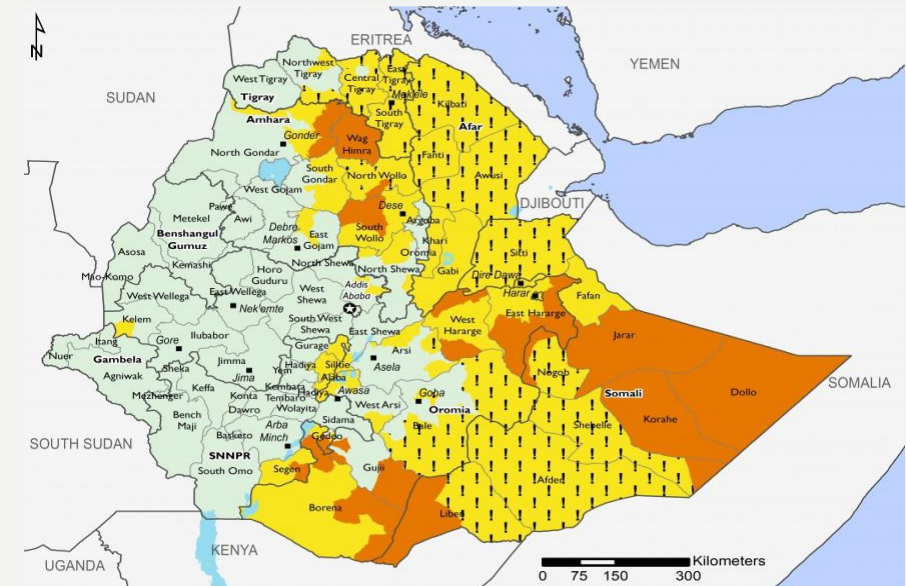 N
ERITREA
YEMEN
SUDAN
Northwest
Tigray
West Tigray
Tigray
Central
Tigray
East
Tigray
Mekele
South
Tigray
Kilbati
Afar
Amhara
Gonder
Wag
Himra
North Gondar
Fanti
Awusi
South
Gondar
North Wollo
West Gojam
DJIBOUTI
Pawe
Metekel
Awi
Benshangul
Gumuz
Dese
Argoba
Debre
Markos
East
Gojam
South
Wollo
Khari
Oromia
Gabi
Sitti
Asosa
Kemashi
North Shewa
North Shewa
Dire Dawa
Mao-Komo
Horo
Guduru
Harar
Fafan
West Wellega
East Wellega
West
Shewa
Addis
Ababa
Nek'emte
East Hararge
West
Hararge
Kelem
South West
Shewa
East Shewa
Jarar
Itang
Gore
Ilubabor
Gurage
Arsi
Nuer
Gambela
Hadiya
Siltie
Asela
Jimma
Yem
Alaba
Nogob
Agniwak
Sheka
Jima
Kembata
Tembaro
Hadiya
Awasa
Goba
Somali
Dollo
SOMALIA
Mezhenger
Keffa
Konta
Dawro
Wolayita
West Arsi
Oromia
Korahe
Bench
Maji
Sidama
Bale
Shebelle
Basketo
Arba
Minch
Gedeo
SOUTH SUDAN
SNNPR
South Omo
Segen
Guji
Afder
Borena
Liben
KENYA
UGANDA
Kilometers
0 75 150 300